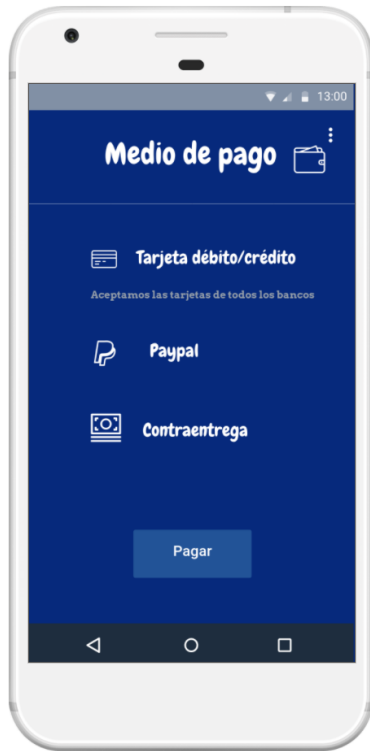 13:00
Medio de pago
Tarjeta débito/crédito
Aceptamos las tarjetas de todos los bancos
Paypal
Contraentrega
Pagar